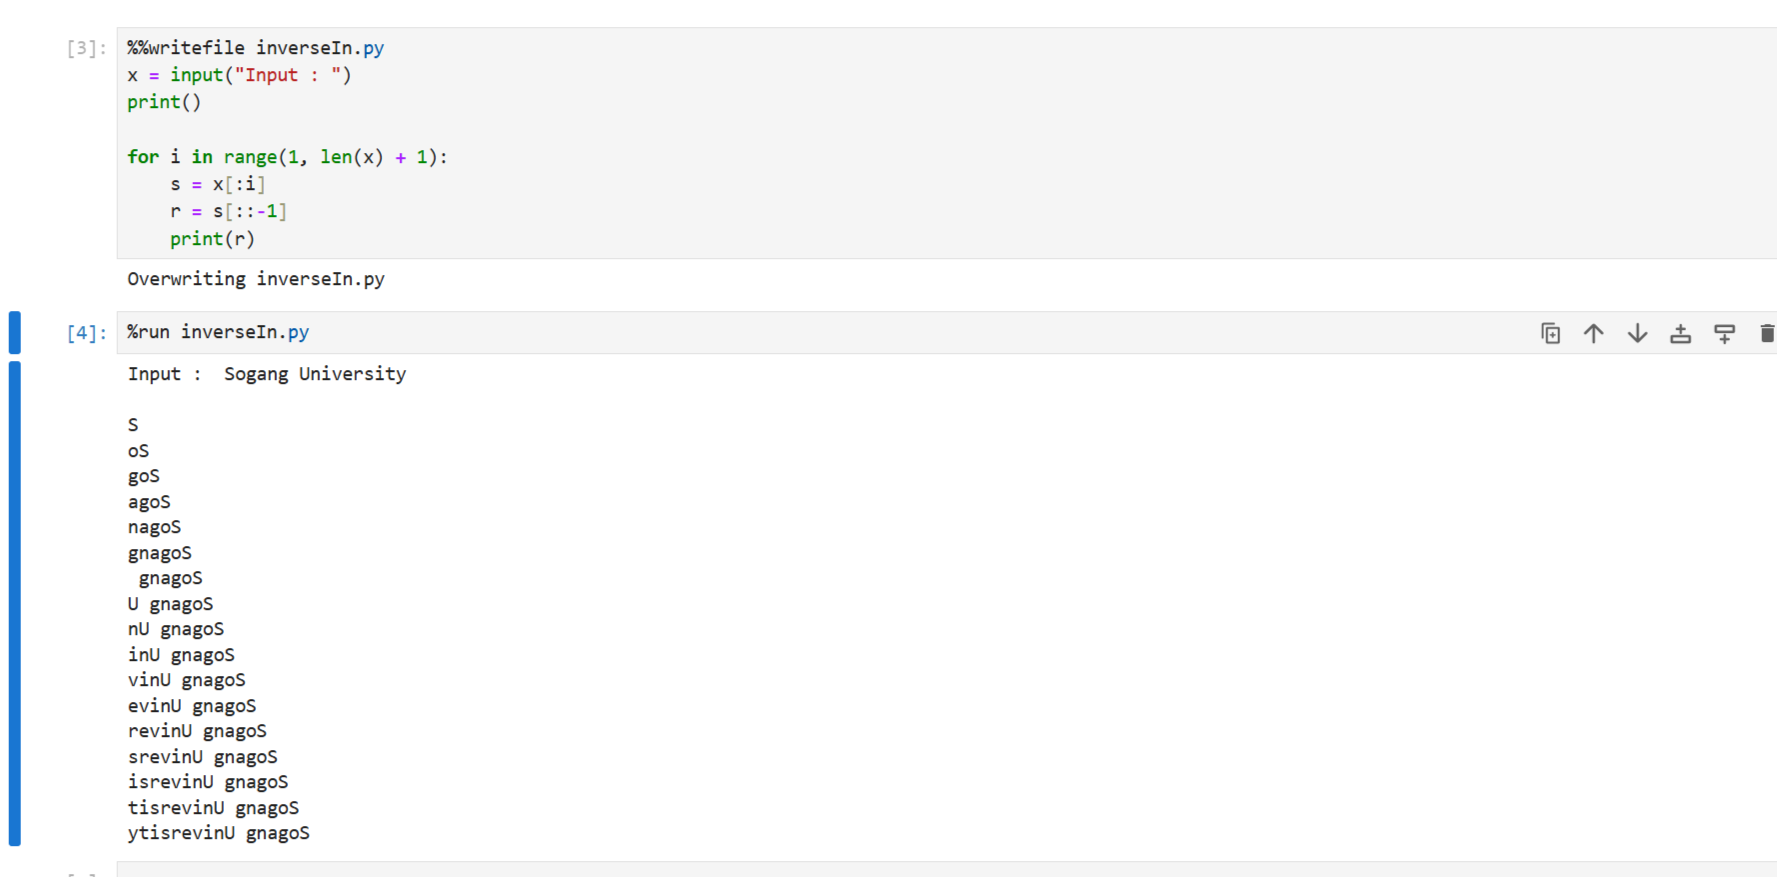 [3]: %%writefile inverseIn.py
x = input("Input : ")
print()
for i in range(1, len(x) + 1):
    s = x[:i]
    r = s[::-1]
    print(r)
Overwriting inverseIn.py
[4]: %run inverseIn.py
Input :  Sogang University
S
oS
goS
agoS
nagoS
gnagoS
 gnagoS
U gnagoS
nU gnagoS
inU gnagoS
vinU gnagoS
evinU gnagoS
revinU gnagoS
srevinU gnagoS
isrevinU gnagoS
tisrevinU gnagoS
ytisrevinU gnagoS